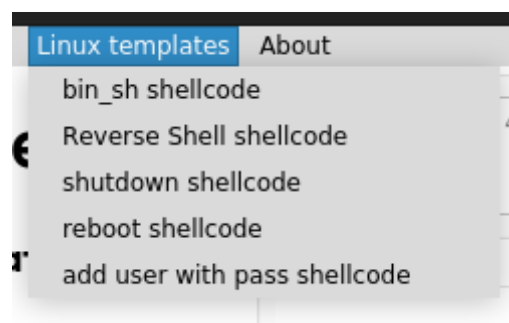 Linux templates About
bin_sh shellcode
Reverse Shell shellcode
shutdown shellcode
reboot shellcode
add user with pass shellcode